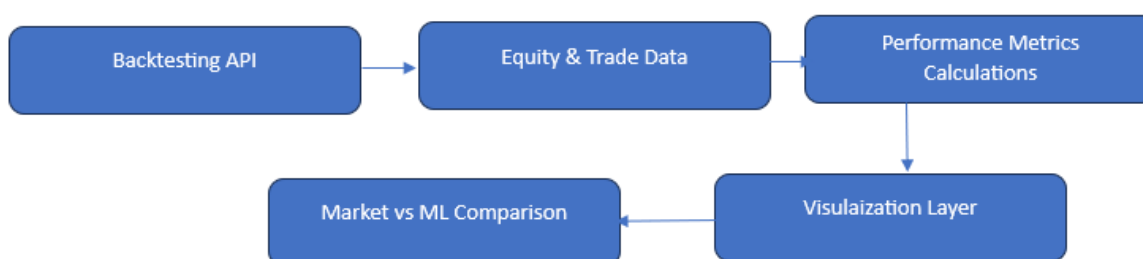 Backtesting API
Equity & Trade Data
Performance Metrics
Calculations
Visulaization Layer
Market vs ML Comparison